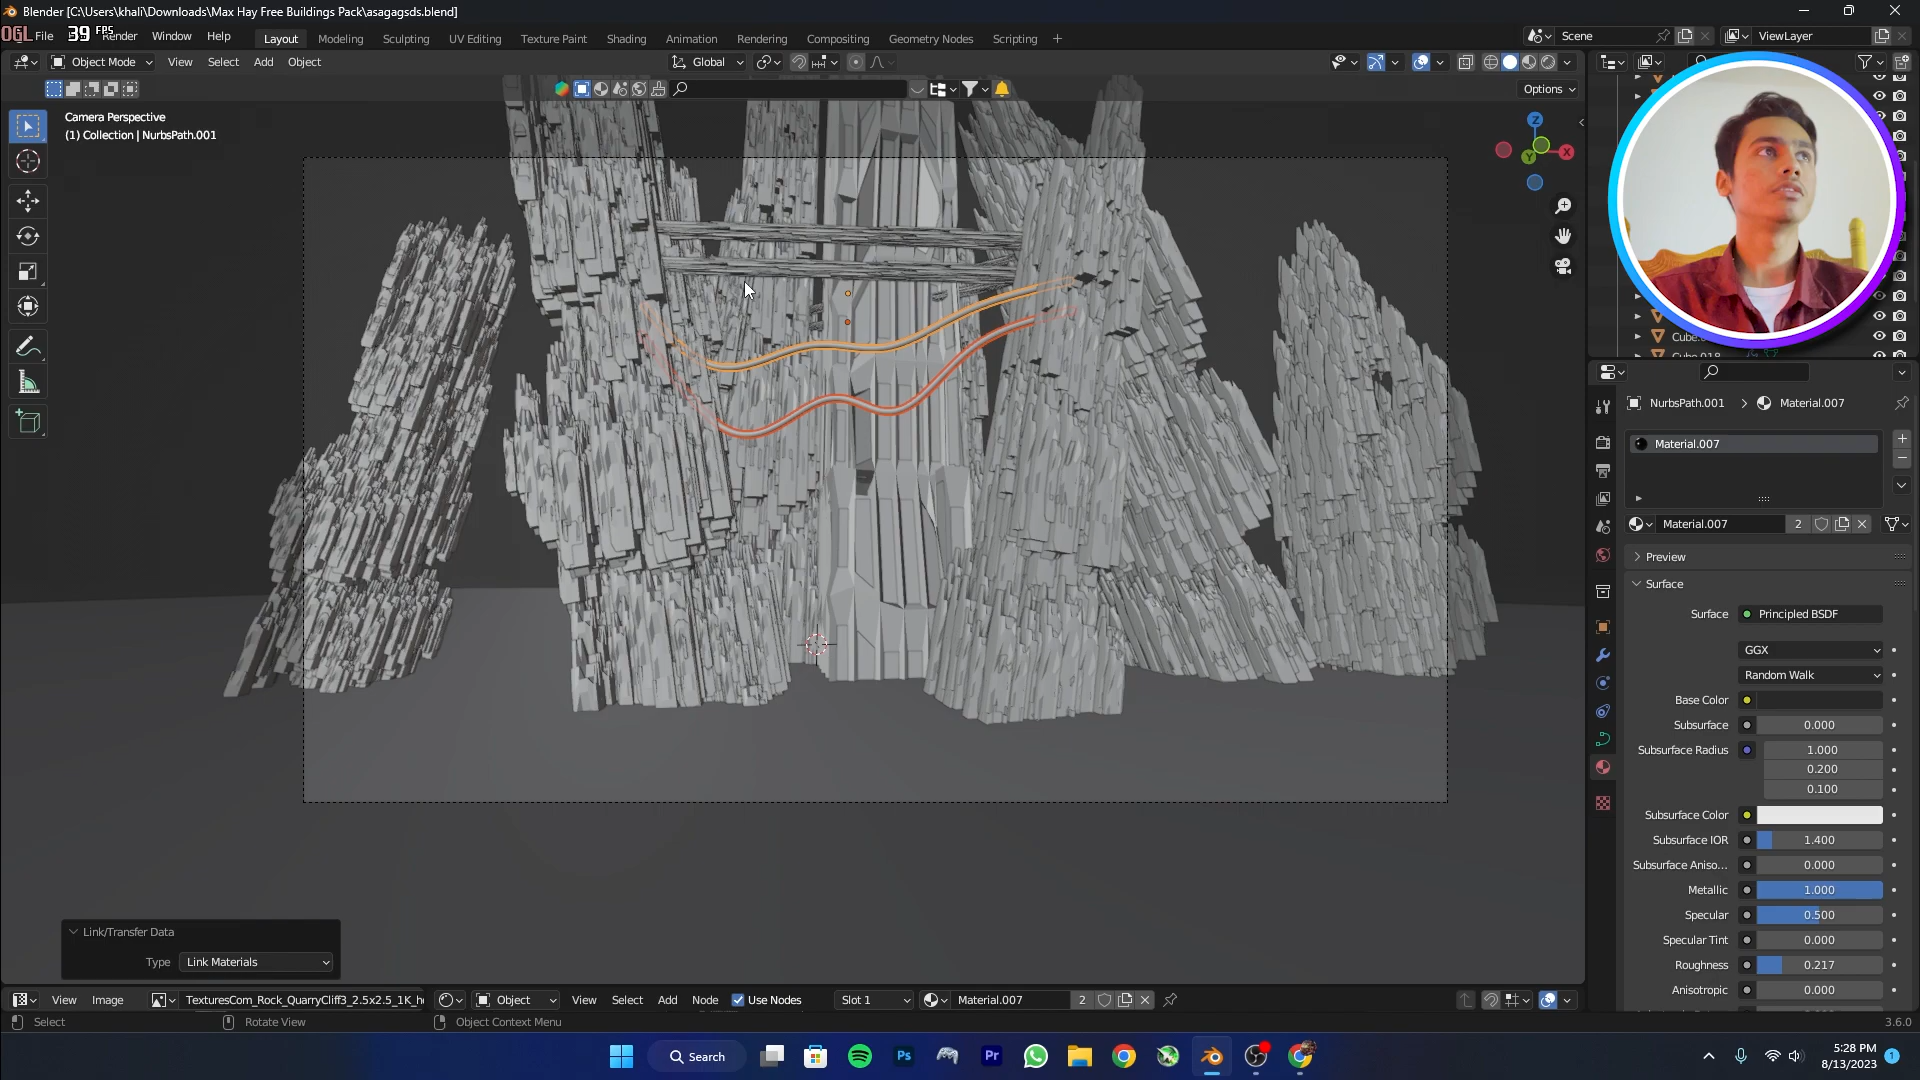 Blender [C:\Users\khali\Downloads\Max Hay Free Buildings Pack\asagagsds.blend]
OGL 39 FPS
File Render Window Help Layout Modeling Sculpting UV Editing Texture Paint Shading Animation Rendering Compositing Geometry Nodes Scripting + Scene ViewLayer
Object Mode View Select Add Object Global
Options
Camera Perspective
(1) Collection | NurbsPath.001
Z
X
Y
NurbsPath.001 > Material.007
Material.007
Material.007 2
Preview
Surface
Surface Principled BSDF
GGX
Random Walk
Base Color
Subsurface 0.000
Subsurface Radius 1.000
0.200
0.100
Subsurface Color
Subsurface IOR 1.400
Subsurface Aniso... 0.000
Metallic 1.000
Specular 0.500
Specular Tint 0.000
Roughness 0.217
Anisotropic 0.000
Link/Transfer Data
Type Link Materials
View Image TexturesCom_Rock_QuarryCliff3_2.5x2.5_1K_h Object View Select Add Node Use Nodes Slot 1 Material.007 2
Select Rotate View Object Context Menu 3.6.0
Search Ps Pr
5:28 PM
8/13/2023 1